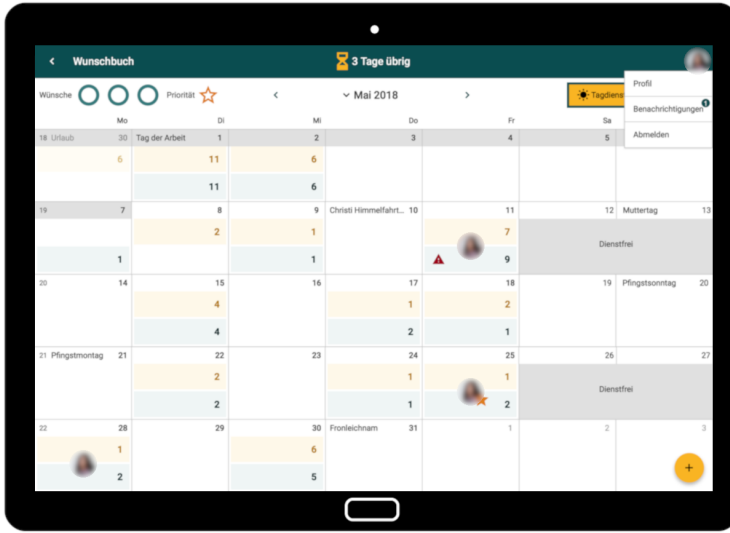 Wunschbuch
3 Tage übrig
Wünsche
Priorität
Mai 2018
Profil
Benachrichtigungen 1
Abmelden
Mo Di Mi Do Fr Sa
18 Urlaub 30 Tag der Arbeit 1 2 3 4 5
6 11 6
11 6
19 7 8 9 Christi Himmelfahrt... 10 11 12 Muttertag 13
2 1 7
Dienstfrei
1 1 9
20 14 15 16 17 18 19 Pfingstsonntag 20
4 1 2
4 2 1
21 Pfingstmontag 21 22 23 24 25 26 27
2 1 1
Dienstfrei
2 1 2
22 28 29 30 Fronleichnam 31 1 2 3
1 6
+
2 5